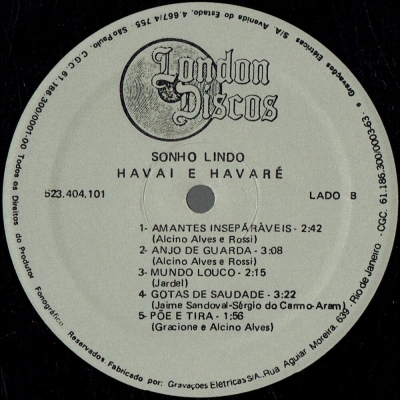 London
Discos
SONHO LINDO
HAVAI E HAVARÉ
523.404.101
LADO B
1- AMANTES INSEPARÀVEIS - 2:42
(Alcino Alves e Rossi)
2- ANJO DE GUARDA - 3:08
(Alcino Alves e Rossi)
3- MUNDO LOUCO - 2:15
(Jardel)
4- GOTAS DE SAUDADE - 3:22
(Jaime Sandoval-Sérgio do Carmo-Aram)
5- PÕE E TIRA - 1:56
(Gracione e Alcino Alves)
Todos os Direitos do Produtor Fonográfico Reservados Fabricado por: Gravações Elétricas S/A. Rua Aguiar Moreira, 639 - Rio de Janeiro - CGC. 61.186.300/0003-63 - e Gravações Elétricas S/A. Avenida do Estado, 4.667/4.755 São Paulo. C.G.C. 61.186.300/0001-00